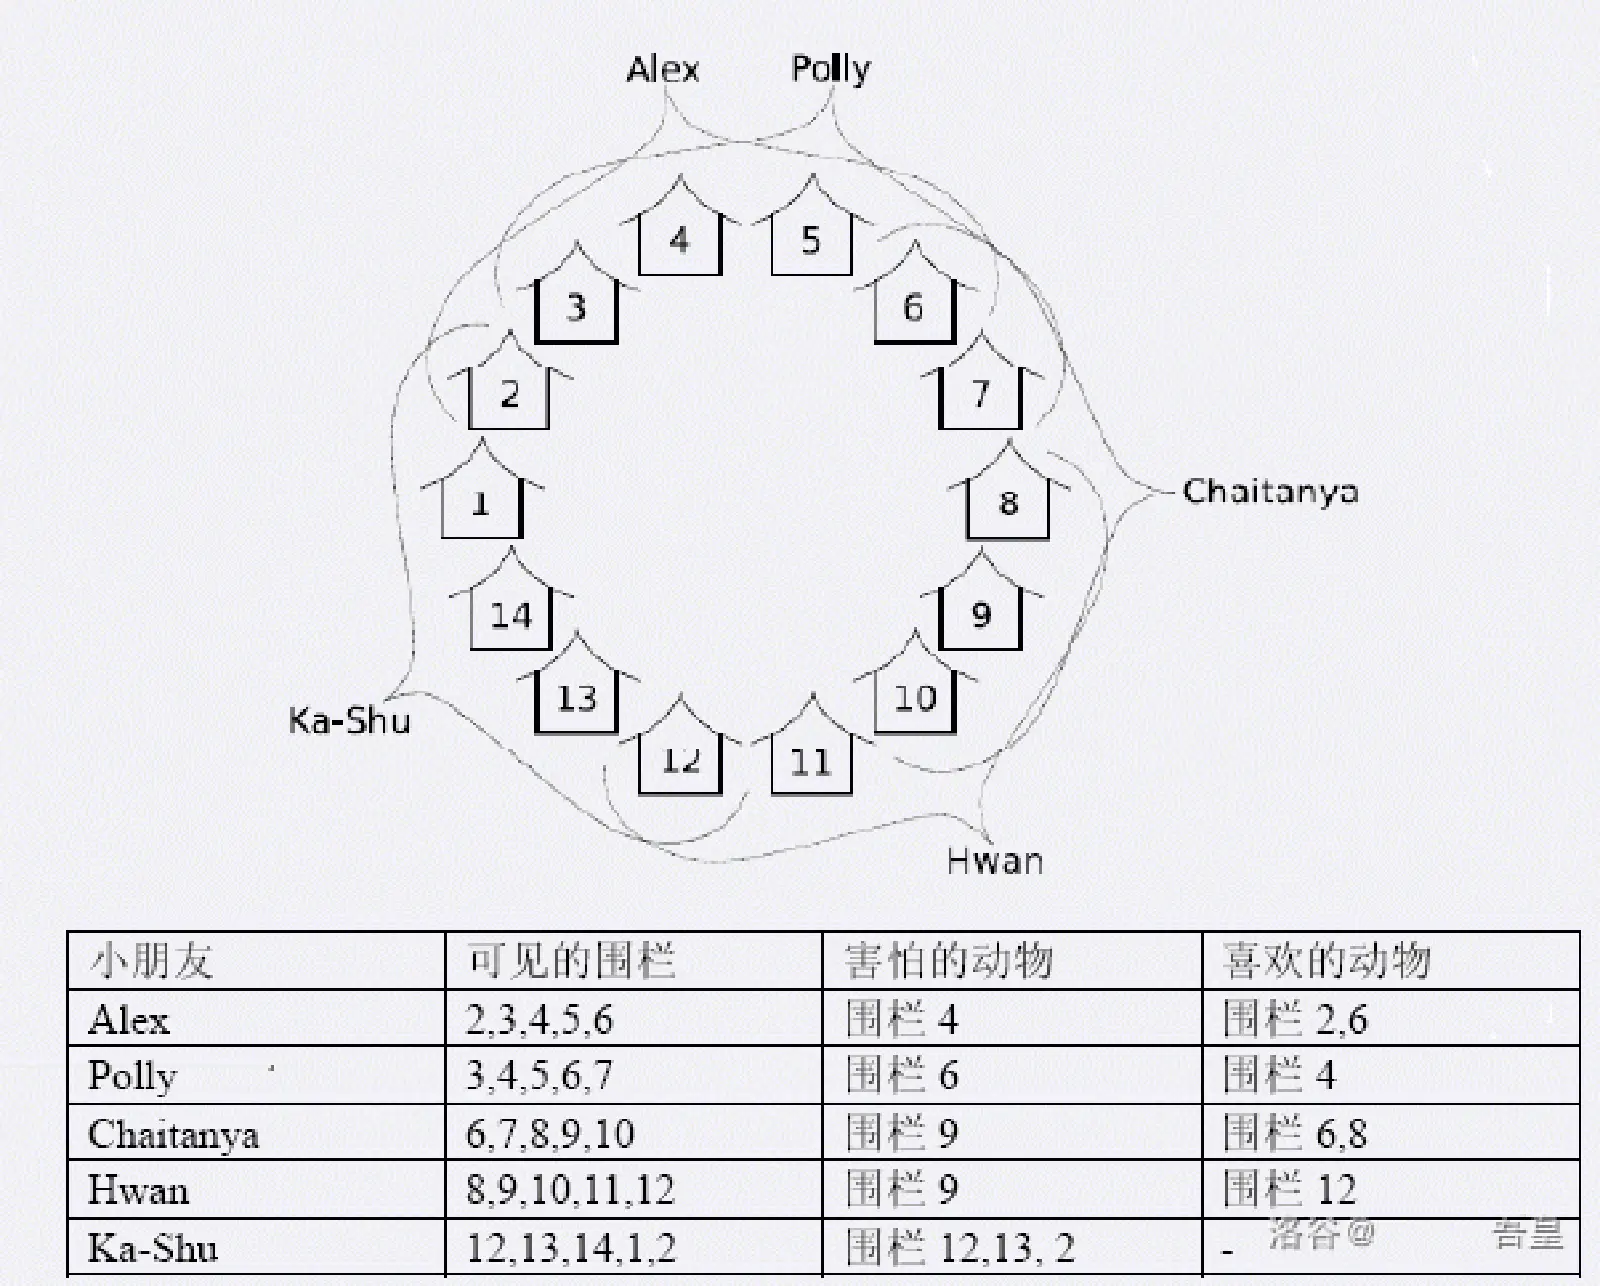 Alex Polly
4 5
3 6
2 7
1 8 Chaitanya
14 9
13 10
Ka-Shu 12 11
Hwan
小朋友 可见的围栏 害怕的动物 喜欢的动物
Alex 2,3,4,5,6 围栏 4 围栏 2,6
Polly 3,4,5,6,7 围栏 6 围栏 4
Chaitanya 6,7,8,9,10 围栏 9 围栏 6,8
Hwan 8,9,10,11,12 围栏 9 围栏 12
Ka-Shu 12,13,14,1,2 围栏 12,13, 2 -
洛谷@ 吾皇